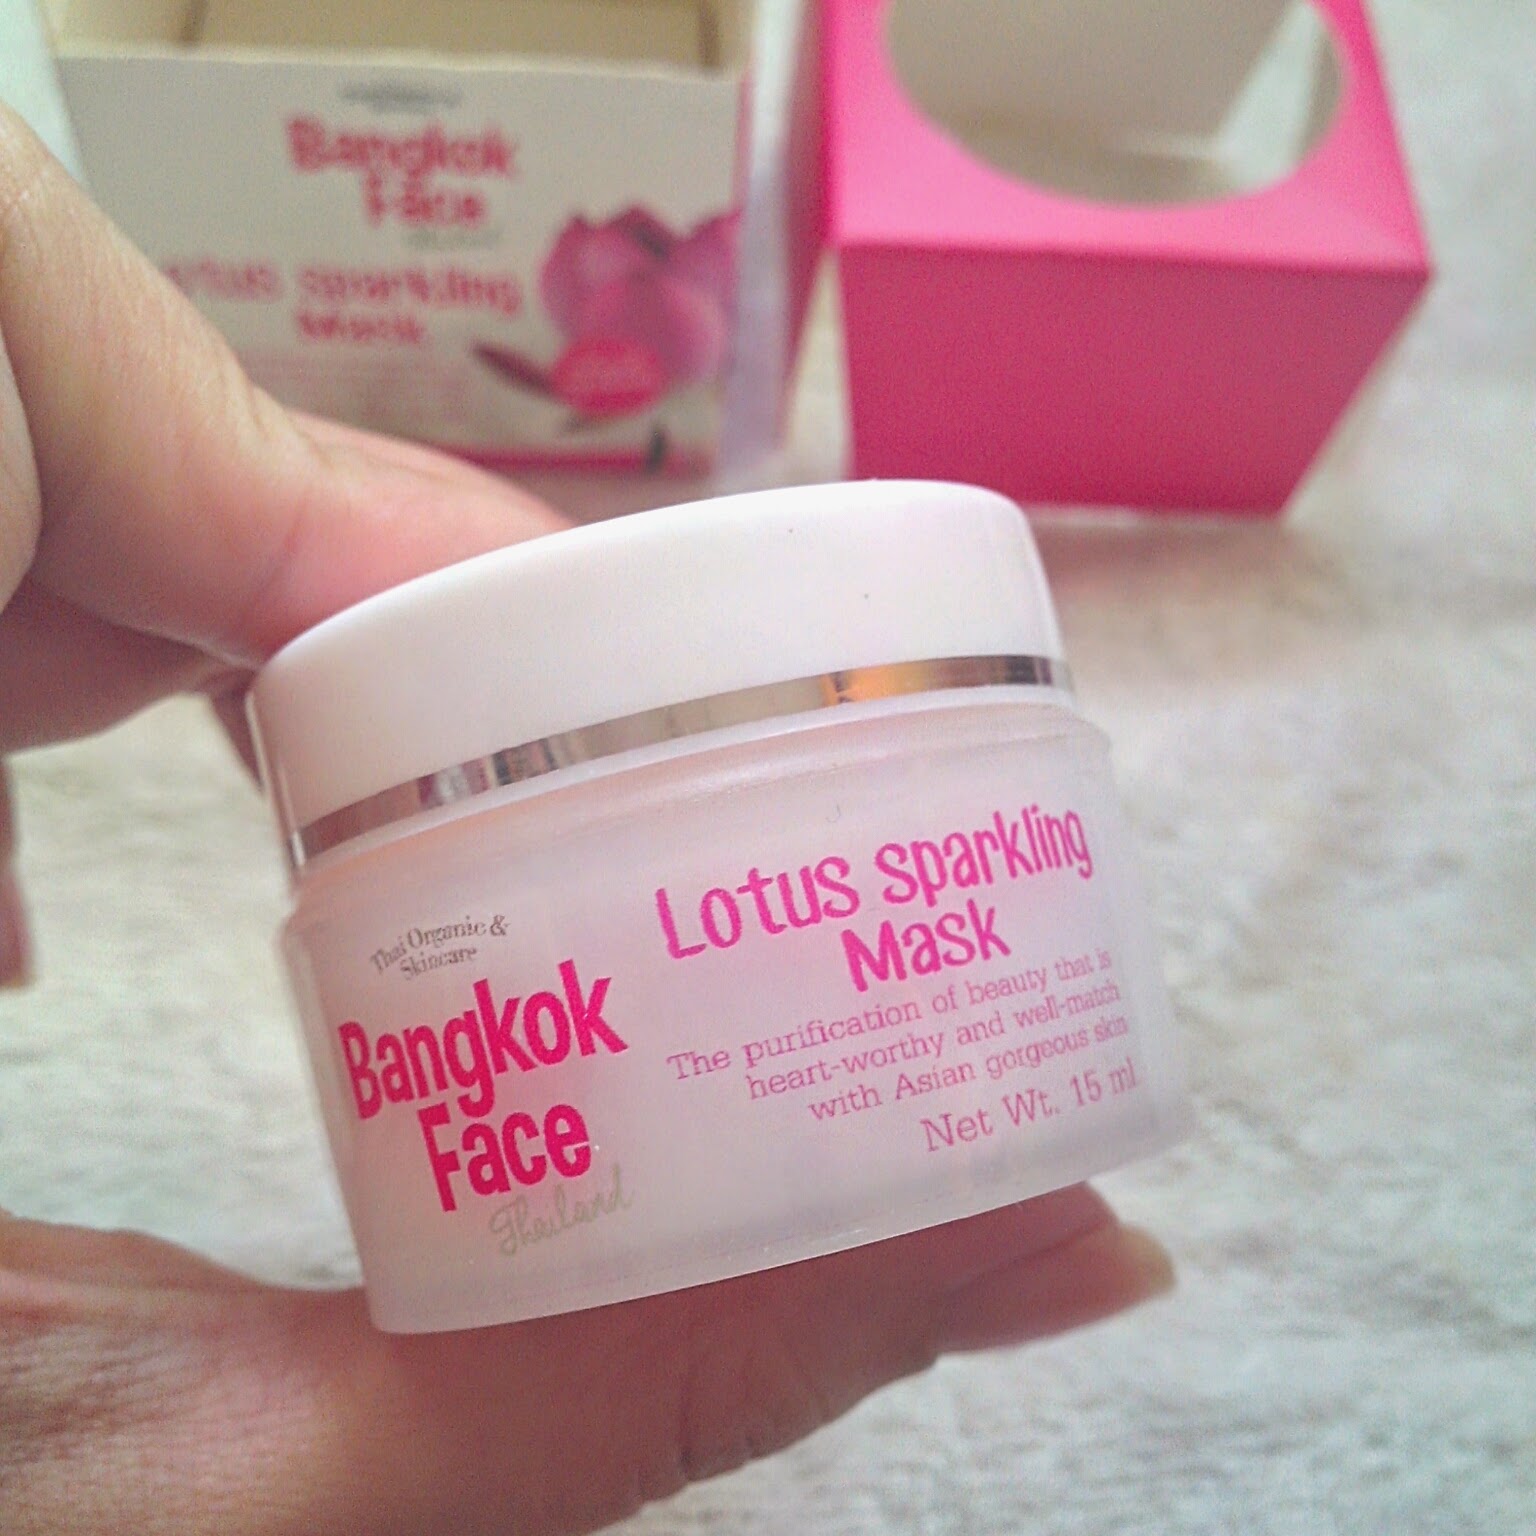 Bangkok
Face
Lotus sparkling
Mask
Thai Organic &
Skincare
Bangkok
Face
Thailand
Lotus sparkling
Mask
The purification of beauty that is
heart-worthy and well-match
with Asian gorgeous skin
Net Wt. 15 ml